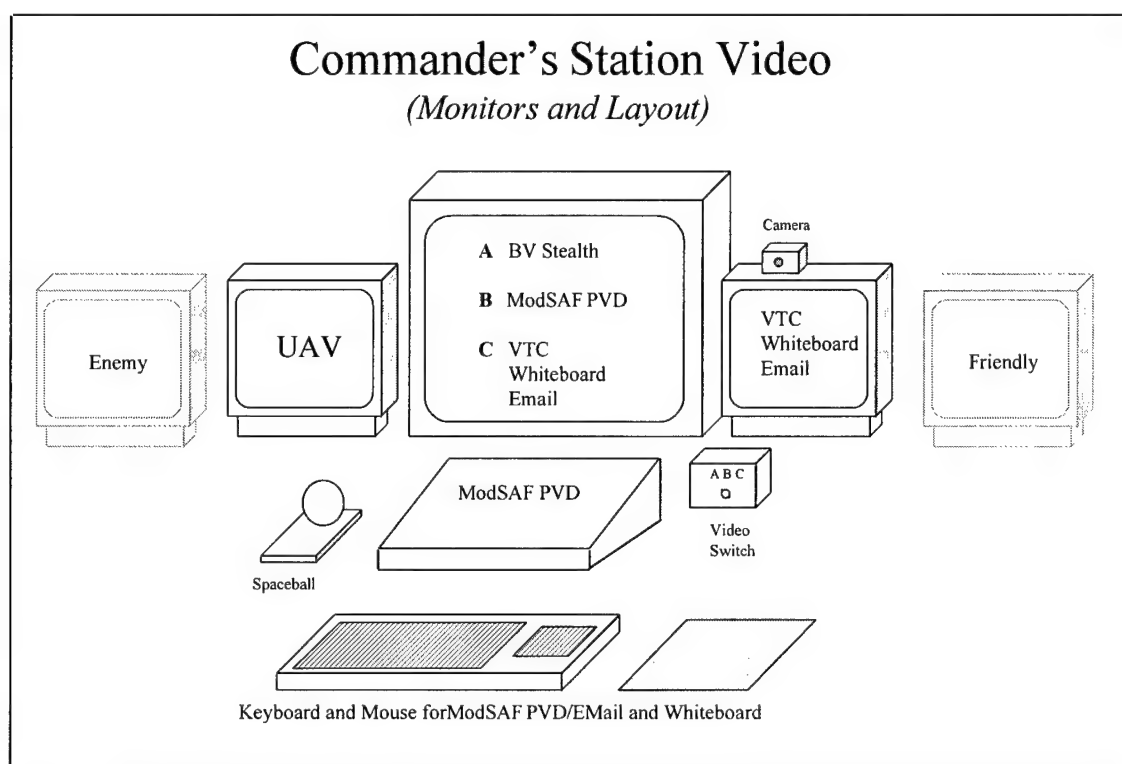 Commander's Station Video
(Monitors and Layout)
Camera
A BV Stealth
B ModSAF PVD
C VTC
Whiteboard
Email
Enemy
UAV
VTC
Whiteboard
Email
Friendly
ModSAF PVD
A B C
Video
Switch
Spaceball
Keyboard and Mouse forModSAF PVD/EMail and Whiteboard